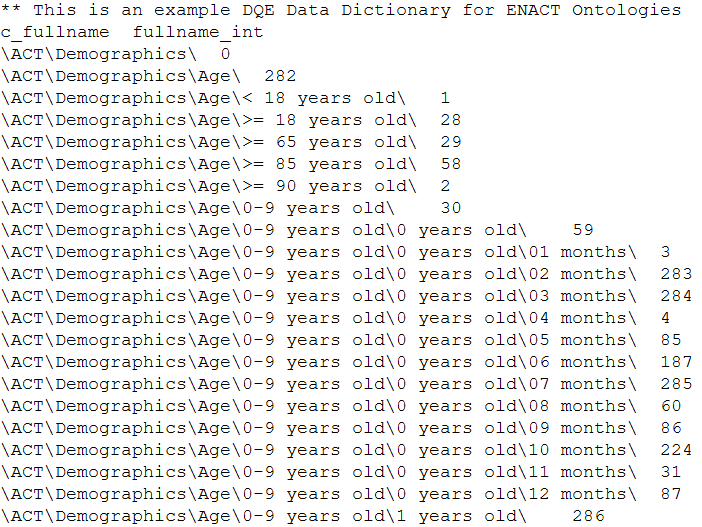 ** This is an example DQE Data Dictionary for ENACT Ontologies
c_fullname  fullname_int
\ACT\Demographics\  0
\ACT\Demographics\Age\  282
\ACT\Demographics\Age\< 18 years old\  1
\ACT\Demographics\Age\>= 18 years old\  28
\ACT\Demographics\Age\>= 65 years old\  29
\ACT\Demographics\Age\>= 85 years old\  58
\ACT\Demographics\Age\>= 90 years old\  2
\ACT\Demographics\Age\0-9 years old\  30
\ACT\Demographics\Age\0-9 years old\0 years old\  59
\ACT\Demographics\Age\0-9 years old\0 years old\01 months\  3
\ACT\Demographics\Age\0-9 years old\0 years old\02 months\  283
\ACT\Demographics\Age\0-9 years old\0 years old\03 months\  284
\ACT\Demographics\Age\0-9 years old\0 years old\04 months\  4
\ACT\Demographics\Age\0-9 years old\0 years old\05 months\  85
\ACT\Demographics\Age\0-9 years old\0 years old\06 months\  187
\ACT\Demographics\Age\0-9 years old\0 years old\07 months\  285
\ACT\Demographics\Age\0-9 years old\0 years old\08 months\  60
\ACT\Demographics\Age\0-9 years old\0 years old\09 months\  86
\ACT\Demographics\Age\0-9 years old\0 years old\10 months\  224
\ACT\Demographics\Age\0-9 years old\0 years old\11 months\  31
\ACT\Demographics\Age\0-9 years old\0 years old\12 months\  87
\ACT\Demographics\Age\0-9 years old\1 years old\  286